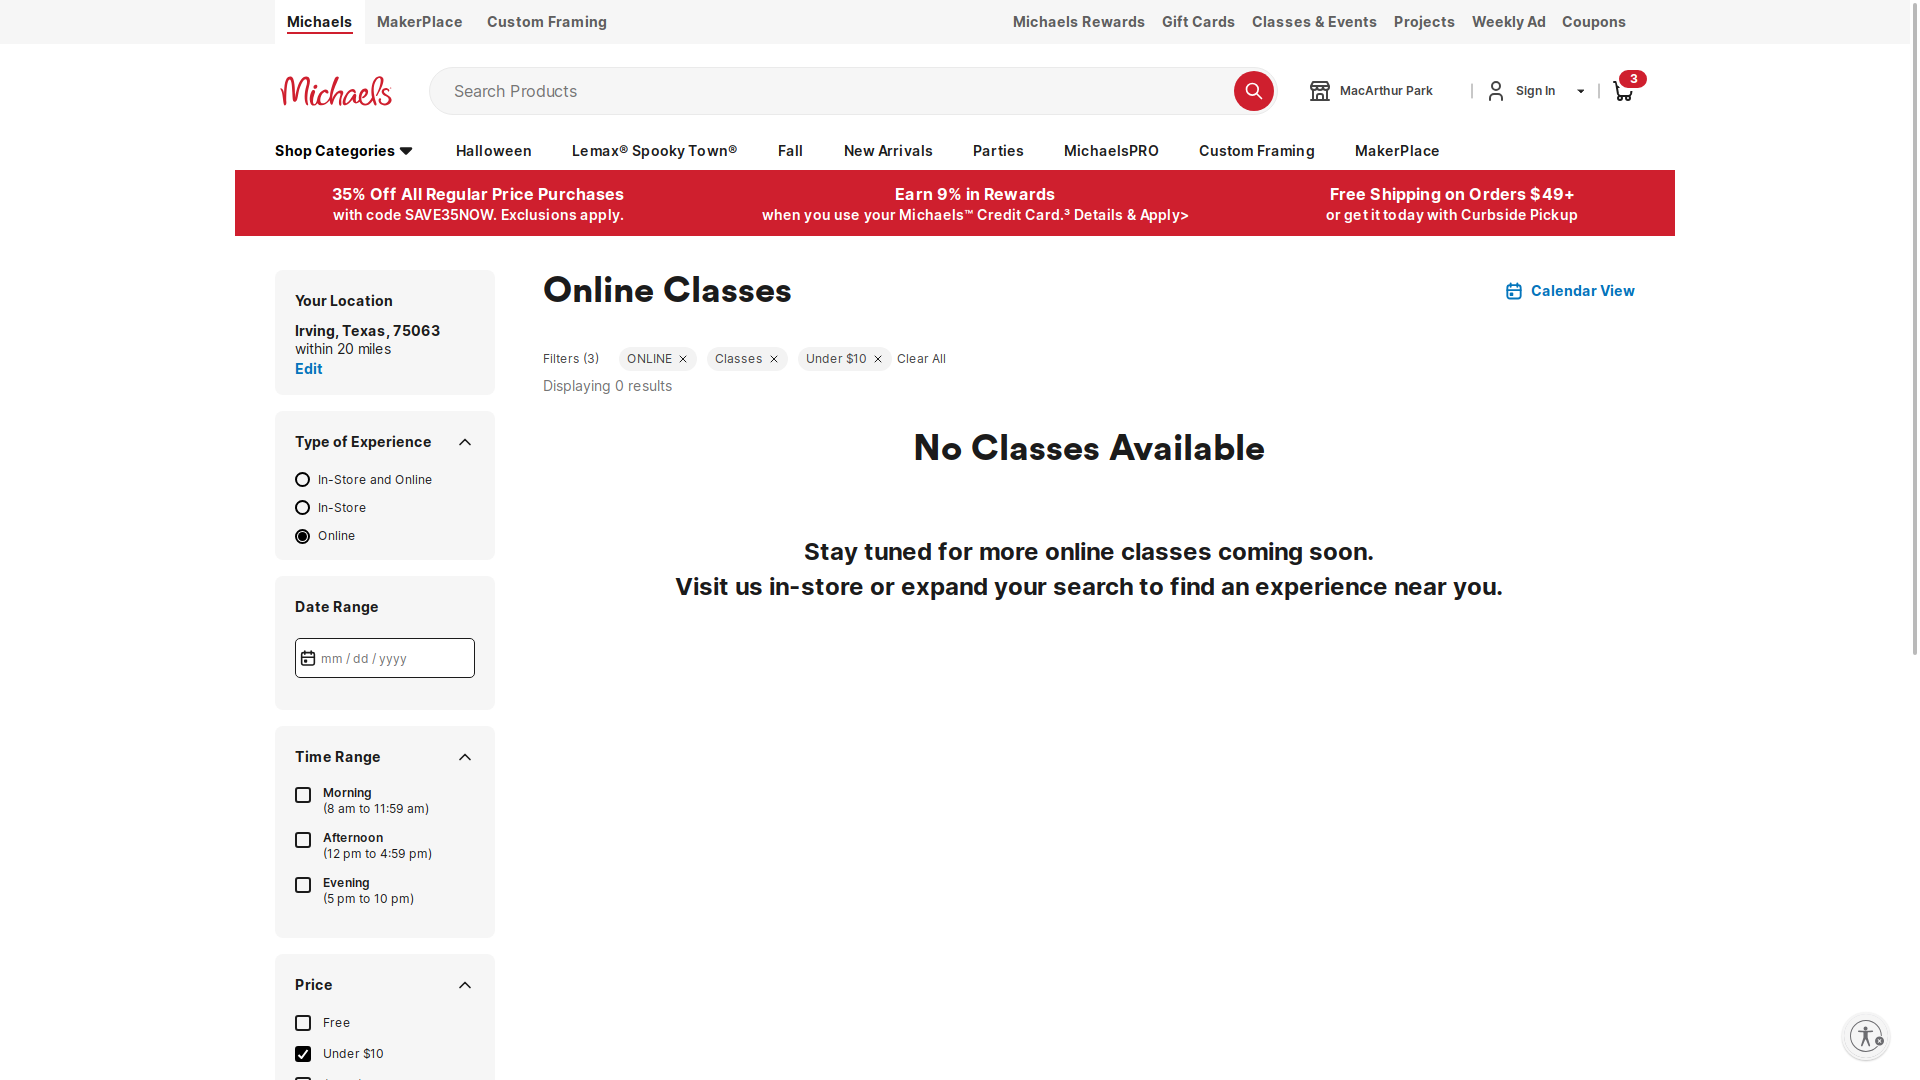 Michaels MakerPlace Custom Framing Michaels Rewards Gift Cards Classes & Events Projects Weekly Ad Coupons
Michaels Search Products MacArthur Park Sign In 3
Shop Categories Halloween Lemax® Spooky Town® Fall New Arrivals Parties MichaelsPRO Custom Framing MakerPlace
35% Off All Regular Price Purchases
with code SAVE35NOW. Exclusions apply.
Earn 9% in Rewards
when you use your Michaels™ Credit Card.³ Details & Apply>
Free Shipping on Orders $49+
or get it today with Curbside Pickup
Your Location
Irving, Texas, 75063
within 20 miles
Edit
Type of Experience
In-Store and Online
In-Store
Online
Date Range
mm / dd / yyyy
Time Range
Morning
(8 am to 11:59 am)
Afternoon
(12 pm to 4:59 pm)
Evening
(5 pm to 10 pm)
Price
Free
Under $10
Online Classes
Calendar View
Filters (3) ONLINE Classes Under $10 Clear All
Displaying 0 results
No Classes Available
Stay tuned for more online classes coming soon.
Visit us in-store or expand your search to find an experience near you.